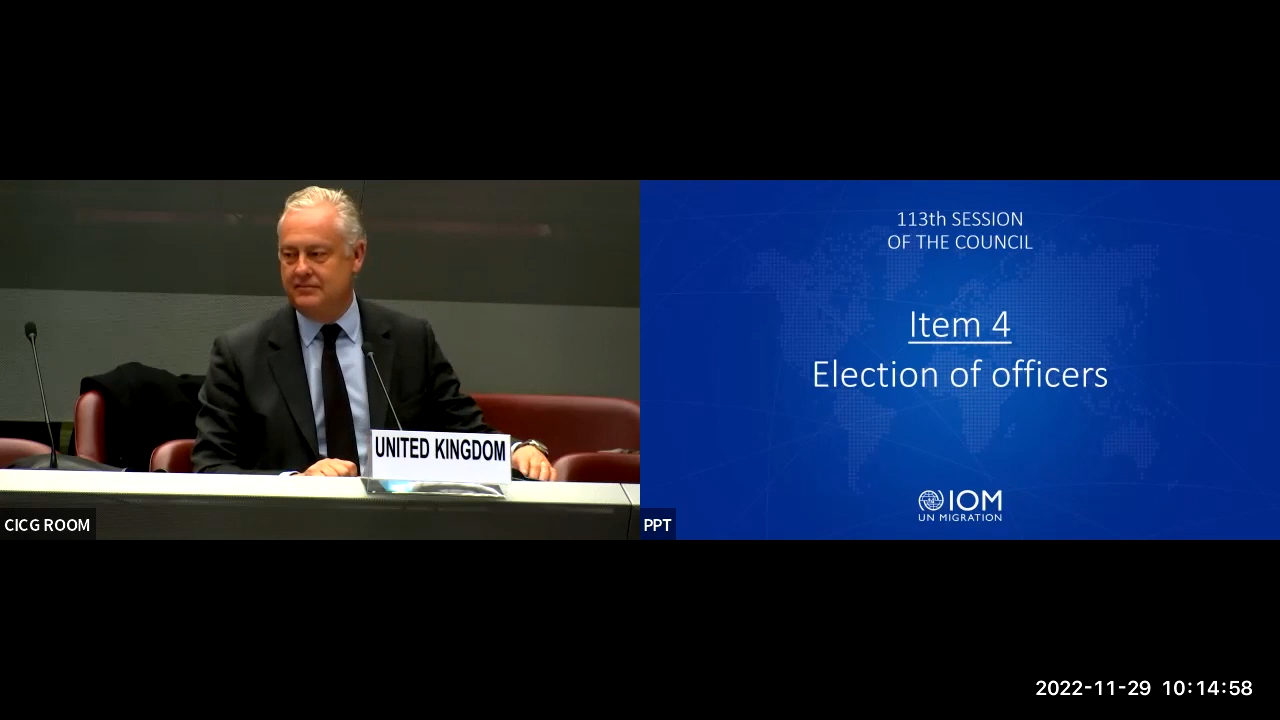 UNITED KINGDOM
CICG ROOM
113th SESSION
OF THE COUNCIL
Item 4
Election of officers
IOM
UN MIGRATION
PPT
2022-11-29 10:14:58